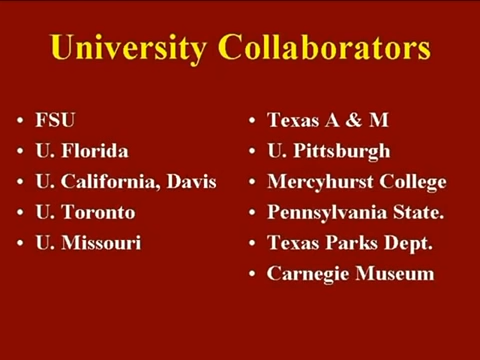 University Collaborators
• FSU
• U. Florida
• U. California, Davis
• U. Toronto
• U. Missouri
• Texas A & M
• U. Pittsburgh
• Mercyhurst College
• Pennsylvania State.
• Texas Parks Dept.
• Carnegie Museum